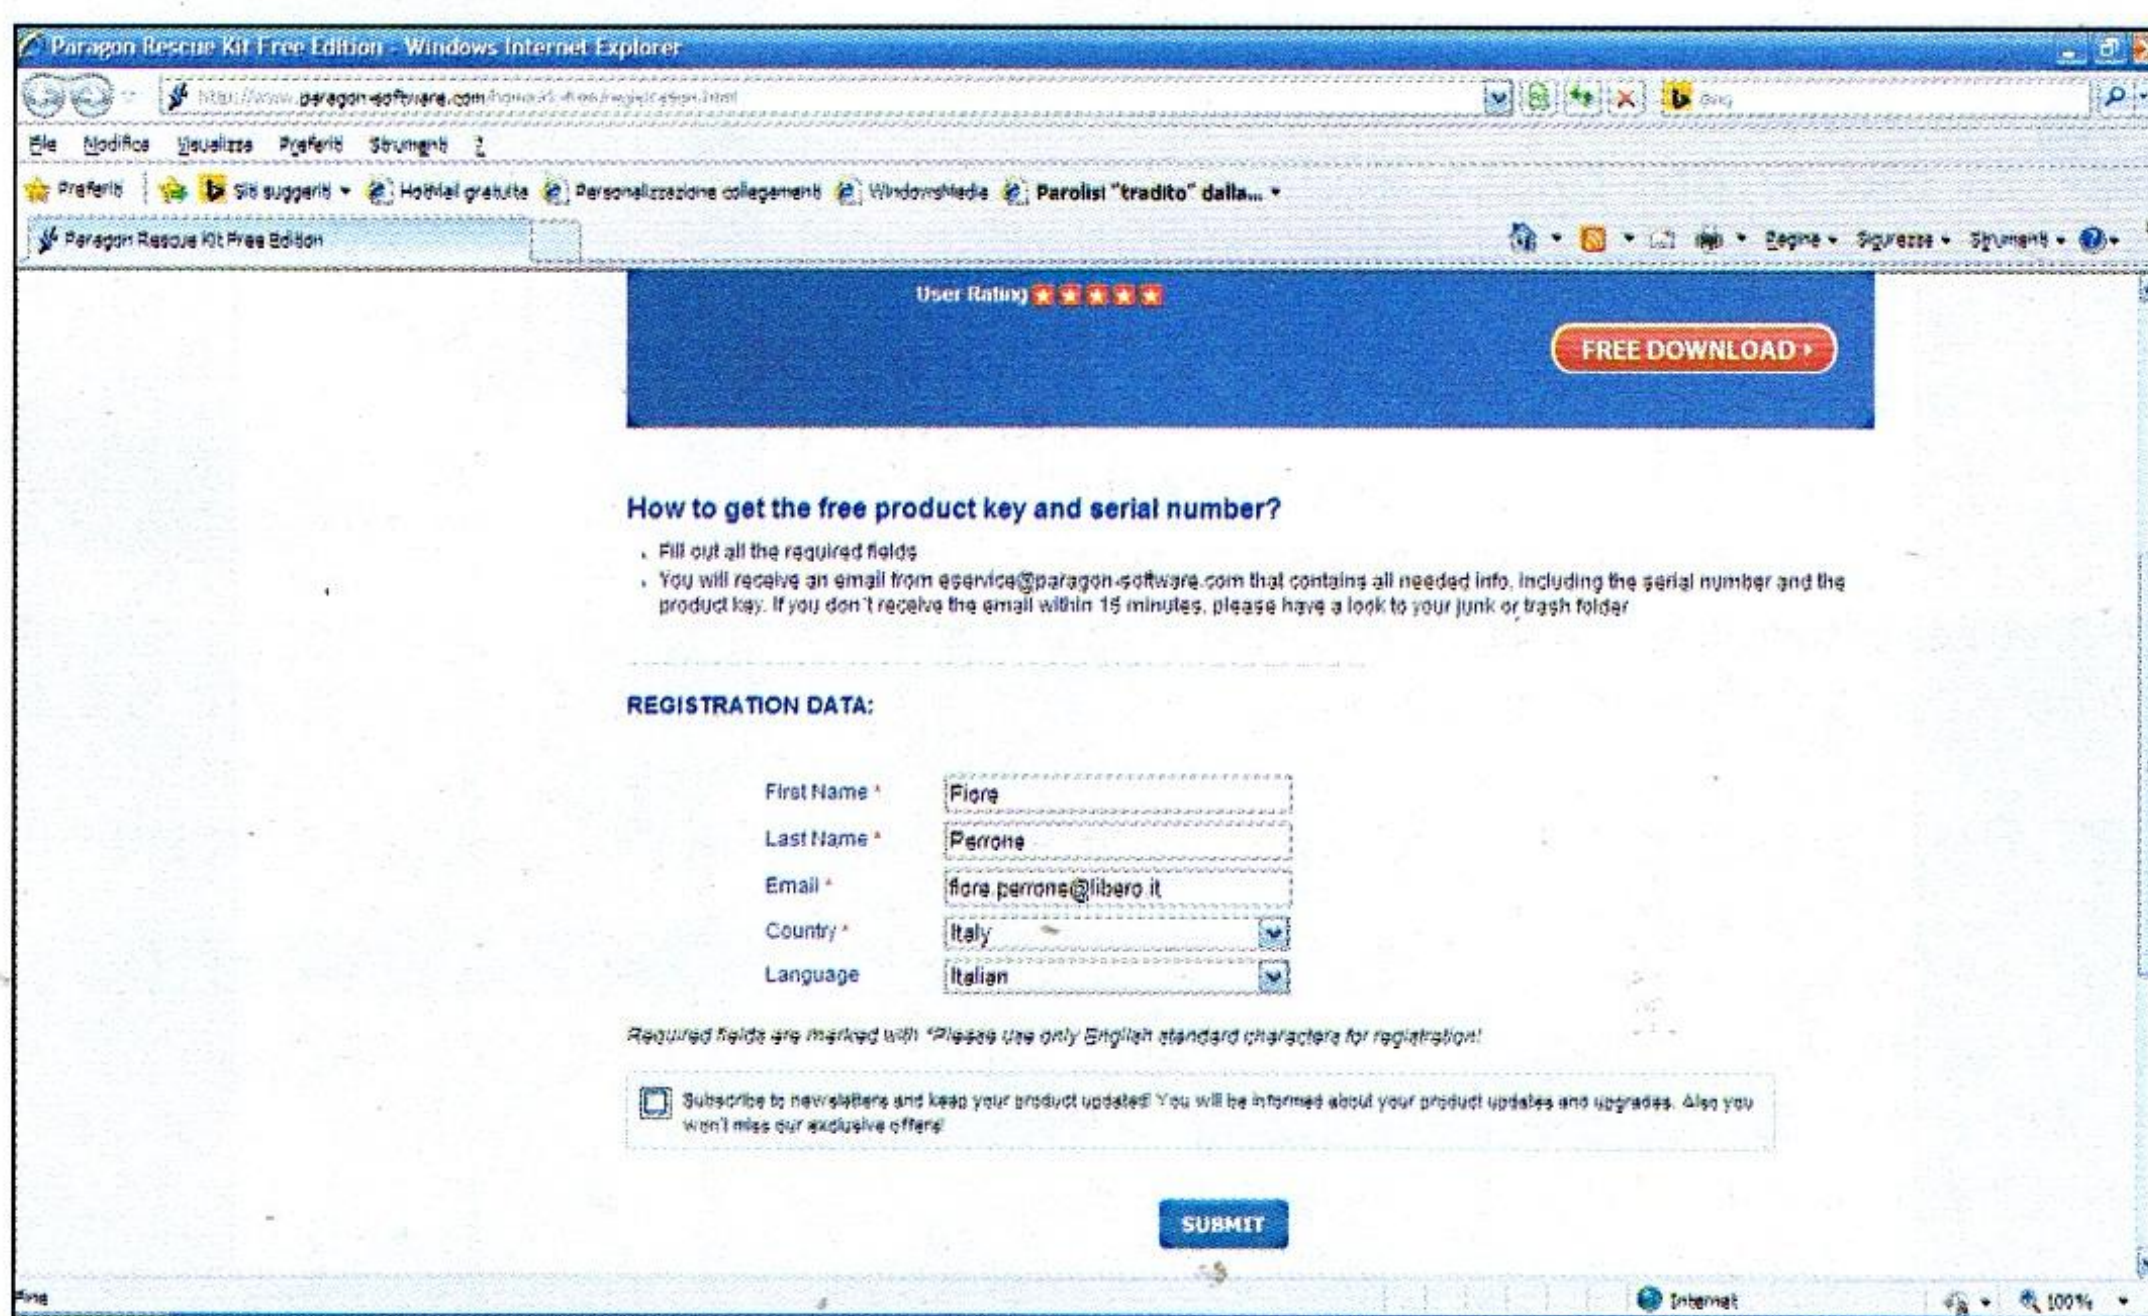 Paragon Rescue Kit Free Edition - Windows Internet Explorer
paragon-software.com
Bing
File Modifica Visualizza Preferiti Strumenti ?
Preferiti Siti suggeriti HotMail gratuita Personalizzazione collegamenti WindowsMedia Parolisi "tradito" dalla...
Paragon Rescue Kit Free Edition
Pagina Sicurezza Strumenti
User Rating
FREE DOWNLOAD
How to get the free product key and serial number?
Fill out all the required fields
You will receive an email from eservice@paragon-software.com that contains all needed info, including the serial number and the
product key. If you don't receive the email within 15 minutes, please have a look to your junk or trash folder
REGISTRATION DATA:
First Name * Fiore
Last Name * Perrone
Email * fiore.perrone@libero.it
Country * Italy
Language Italian
Required fields are marked with *Please use only English standard characters for registration!
Subscribe to newsletters and keep your product updated! You will be informed about your product updates and upgrades. Also you
won't miss our exclusive offers!
SUBMIT
Fine Internet 100%